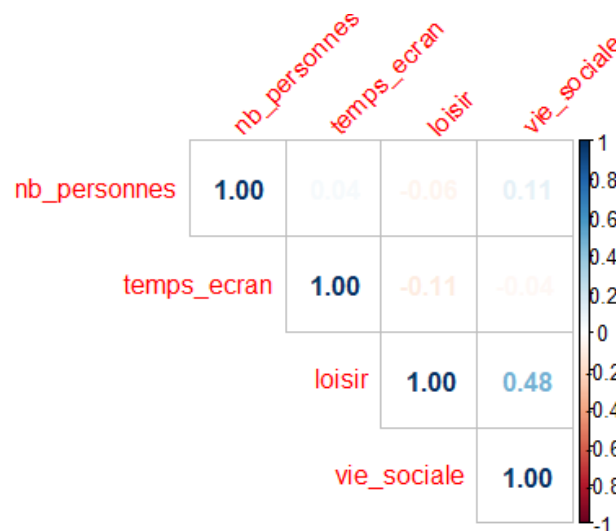 nb_personnes temps_ecran loisir vie_sociale
nb_personnes 1.00 0.04 -0.06 0.11
temps_ecran 1.00 -0.11 -0.04
loisir 1.00 0.48
vie_sociale 1.00
1
0.8
0.6
0.4
0.2
0
-0.2
-0.4
-0.6
-0.8
-1